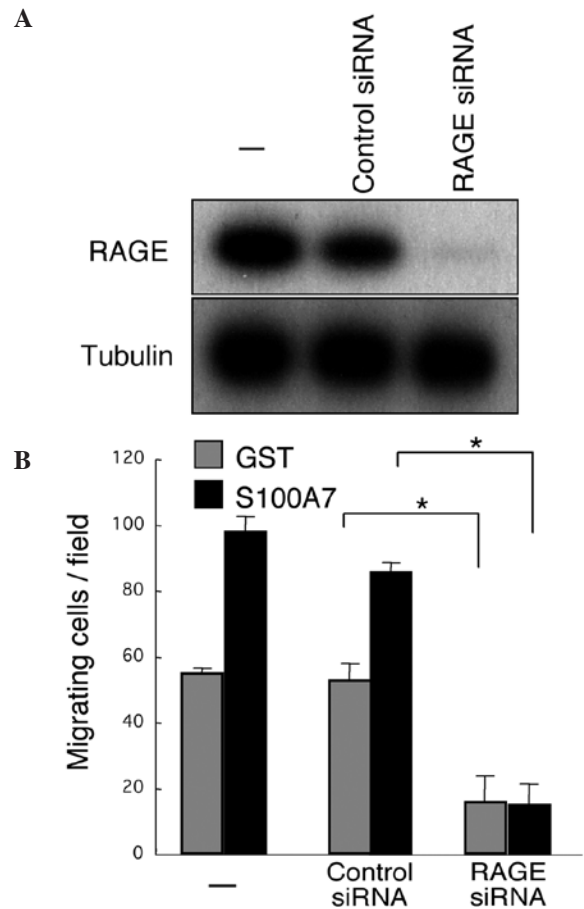 A
—
Control siRNA
RAGE siRNA
RAGE
Tubulin
B
GST
S100A7
*
*
Migrating cells / field
120
100
80
60
40
20
0
—
Control
siRNA
RAGE
siRNA